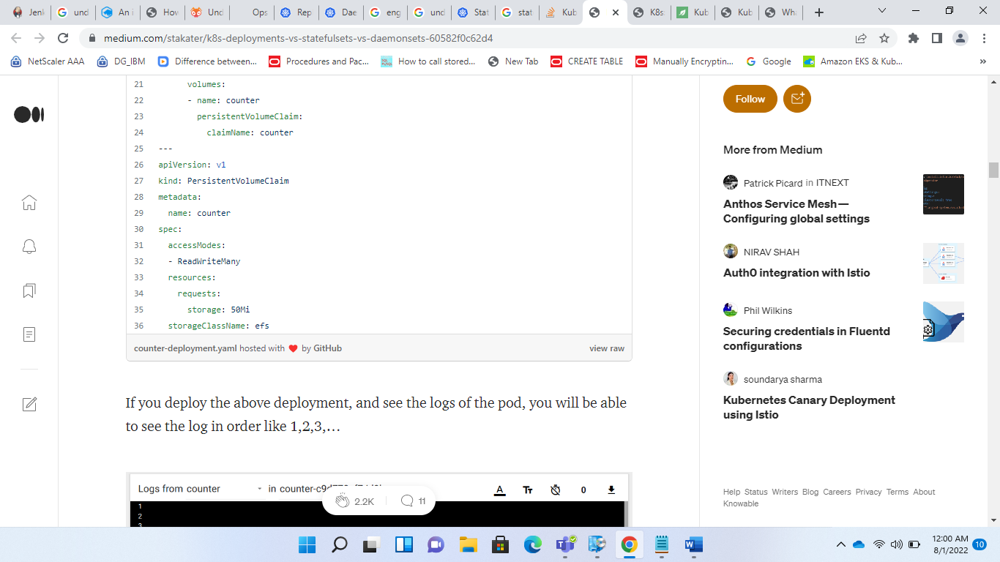 Jenk
und
An i
How
Und
Ops
Rep
Dae
eng
und
Stat
stat
Kub
K8s
Kub
Kub
Wha
medium.com/stakater/k8s-deployments-vs-statefulsets-vs-daemonsets-60582f0c62d4
NetScaler AAA
DG_IBM
Difference between...
Procedures and Pac...
How to call stored...
New Tab
CREATE TABLE
Manually Encryptin...
Google
Amazon EKS & Kub...
»
21 volumes:
22 - name: counter
23 persistentVolumeClaim:
24 claimName: counter
25 ---
26 apiVersion: v1
27 kind: PersistentVolumeClaim
28 metadata:
29 name: counter
30 spec:
31 accessModes:
32 - ReadWriteMany
33 resources:
34 requests:
35 storage: 50Mi
36 storageClassName: efs
counter-deployment.yaml hosted with ❤ by GitHub
view raw
If you deploy the above deployment, and see the logs of the pod, you will be able
to see the log in order like 1,2,3,…
Logs from counter
in
A
TT
0
1
2
3
2.2K
11
Follow
More from Medium
Patrick Picard in ITNEXT
Anthos Service Mesh—
Configuring global settings
NIRAV SHAH
Auth0 integration with Istio
Phil Wilkins
Securing credentials in Fluentd
configurations
soundarya sharma
Kubernetes Canary Deployment
using Istio
Help Status Writers Blog Careers Privacy Terms About
Knowable
12:00 AM
8/1/2022
10